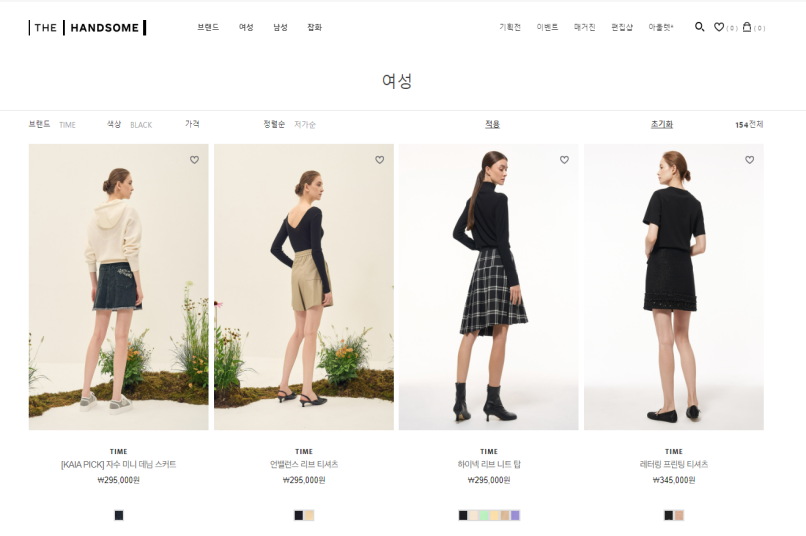 THE HANDSOME 브랜드 여성 남성 잡화 기획전 이벤트 매거진 편집샵 아울렛+ (0) (0)
여성
브랜드 TIME 색상 BLACK 가격 정렬순 저가순 적용 초기화 154전체
TIME
[KAIA PICK] 자수 미니 데님 스커트
₩295,000원
TIME
언밸런스 리브 티셔츠
₩295,000원
TIME
하이넥 리브 니트 탑
₩295,000원
TIME
레터링 프린팅 티셔츠
₩345,000원